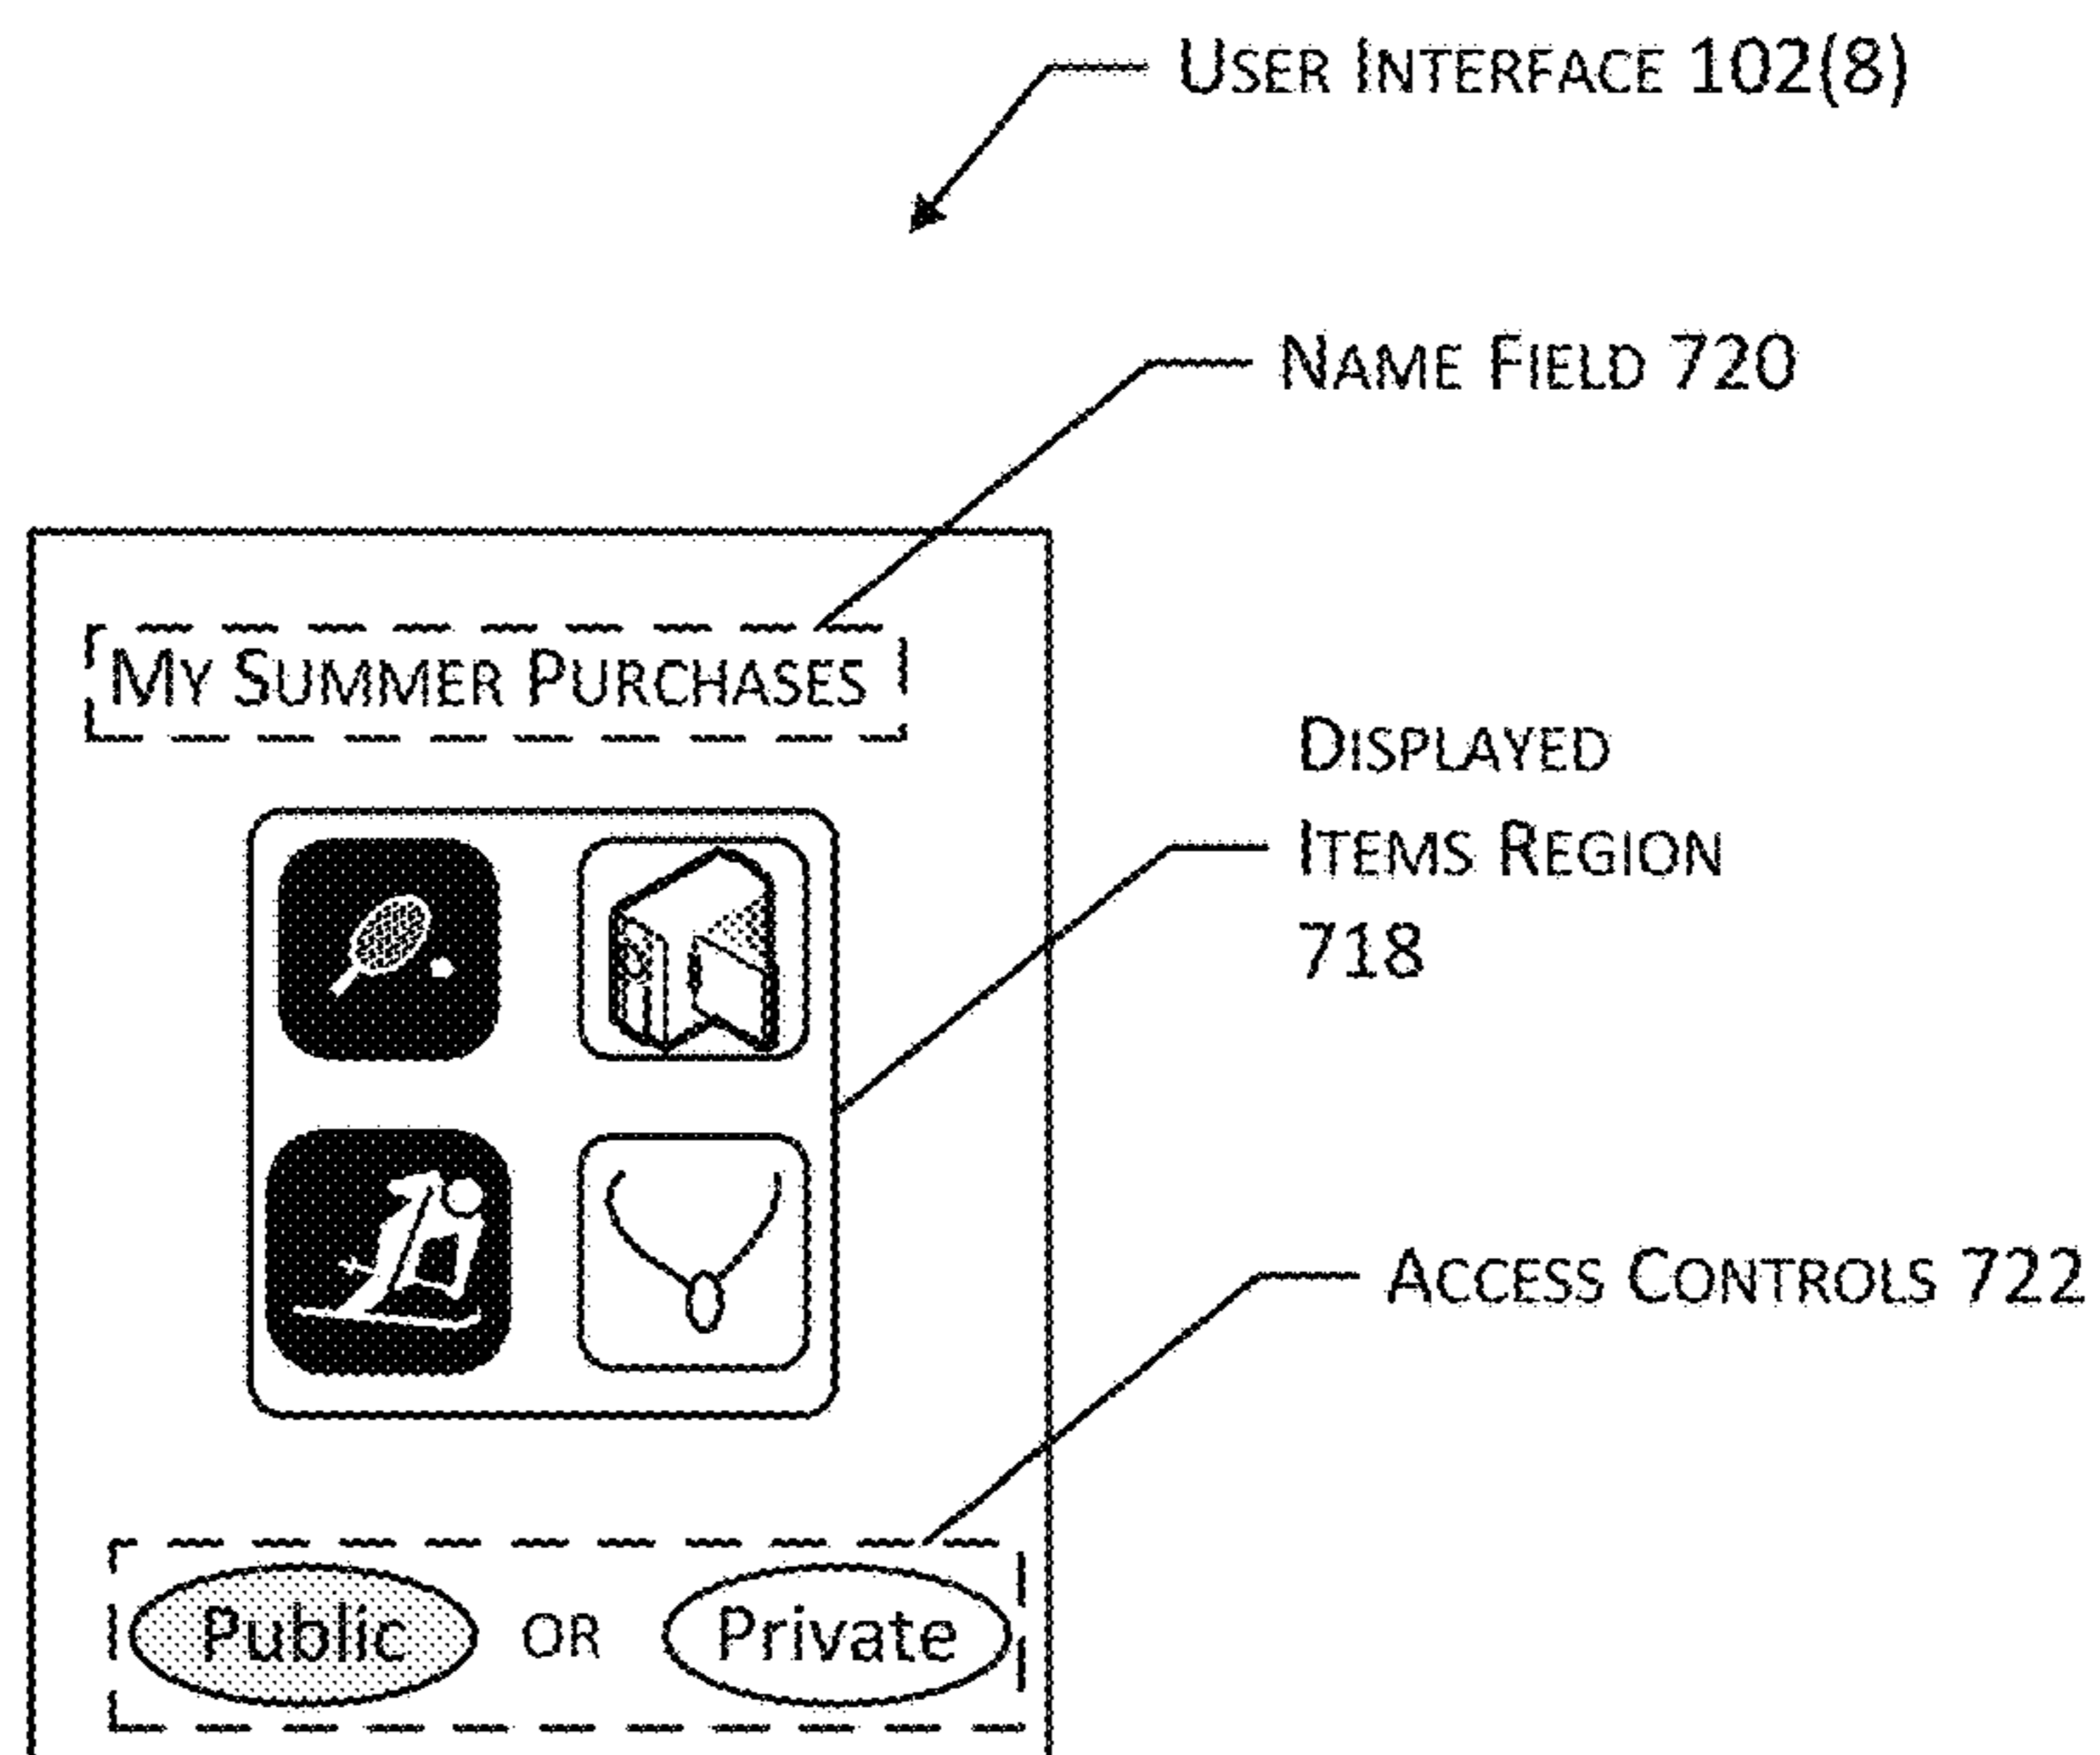 USER INTERFACE 102(8)
NAME FIELD 720
MY SUMMER PURCHASES
DISPLAYED
ITEMS REGION
718
ACCESS CONTROLS 722
Public OR Private